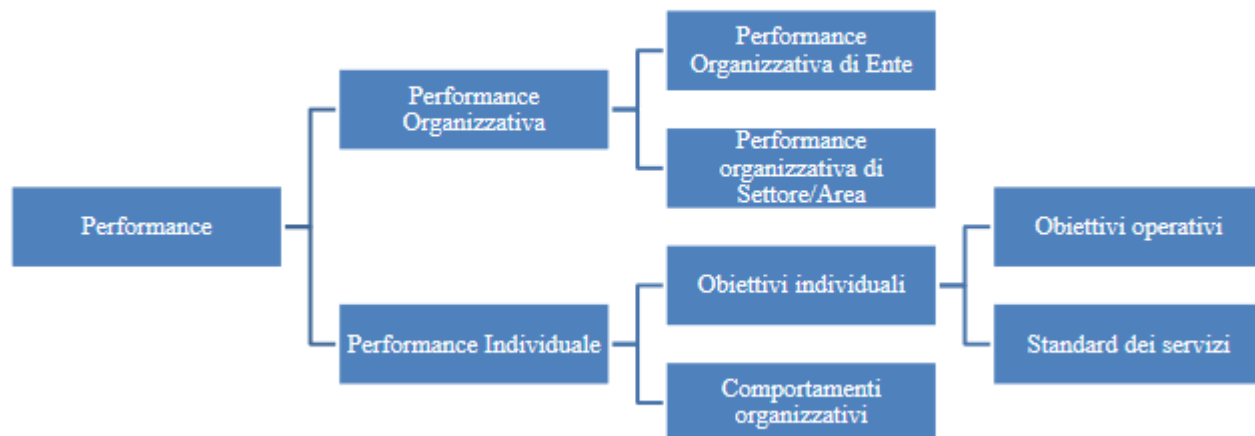 Performance
Organizzativa di Ente
Performance
Organizzativa
Performance
organizzativa di
Settore/Area
Performance
Obiettivi operativi
Obiettivi individuali
Performance Individuale
Standard dei servizi
Comportamenti
organizzativi